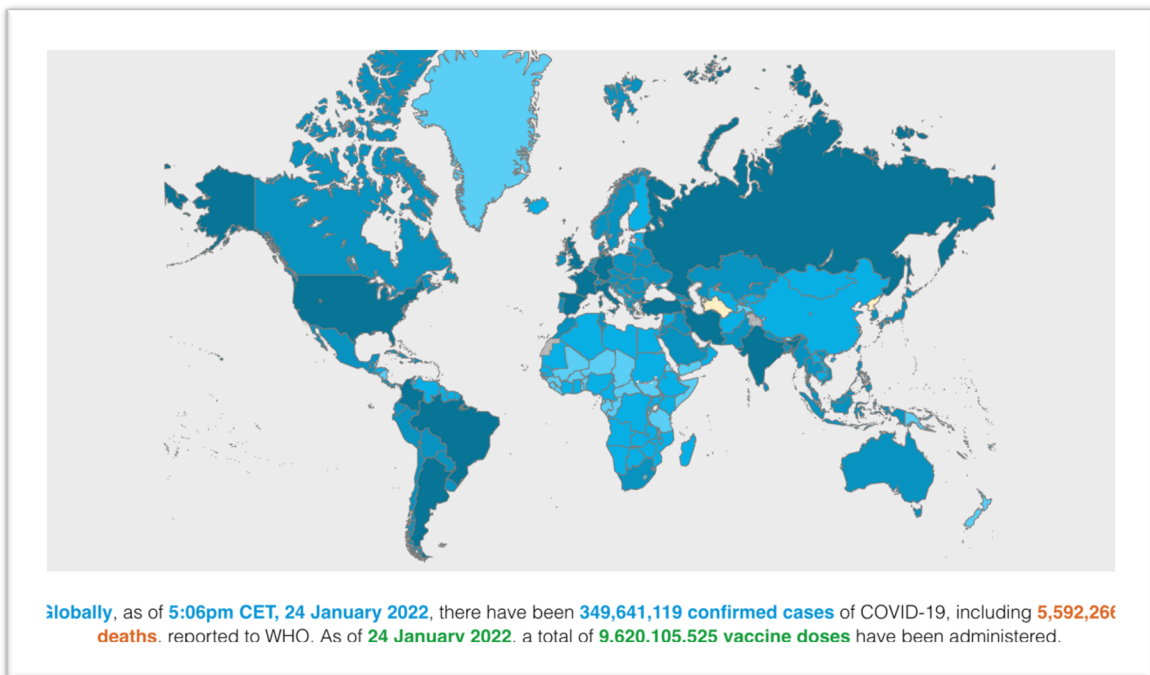 Globally, as of 5:06pm CET, 24 January 2022, there have been 349,641,119 confirmed cases of COVID-19, including 5,592,266
deaths, reported to WHO. As of 24 January 2022, a total of 9,620,105,525 vaccine doses have been administered.